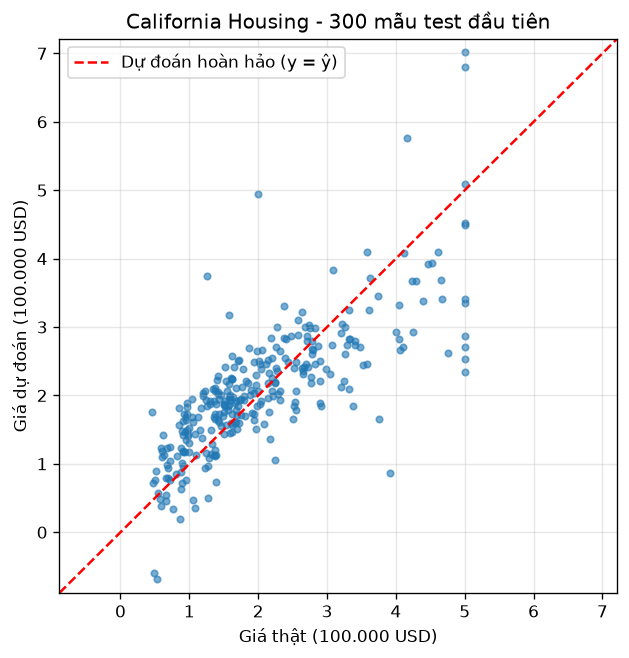 California Housing - 300 mẫu test đầu tiên
Dự đoán hoàn hảo (y = ŷ)
Giá dự đoán (100.000 USD)
7
6
5
4
3
2
1
0
0 1 2 3 4 5 6 7
Giá thật (100.000 USD)